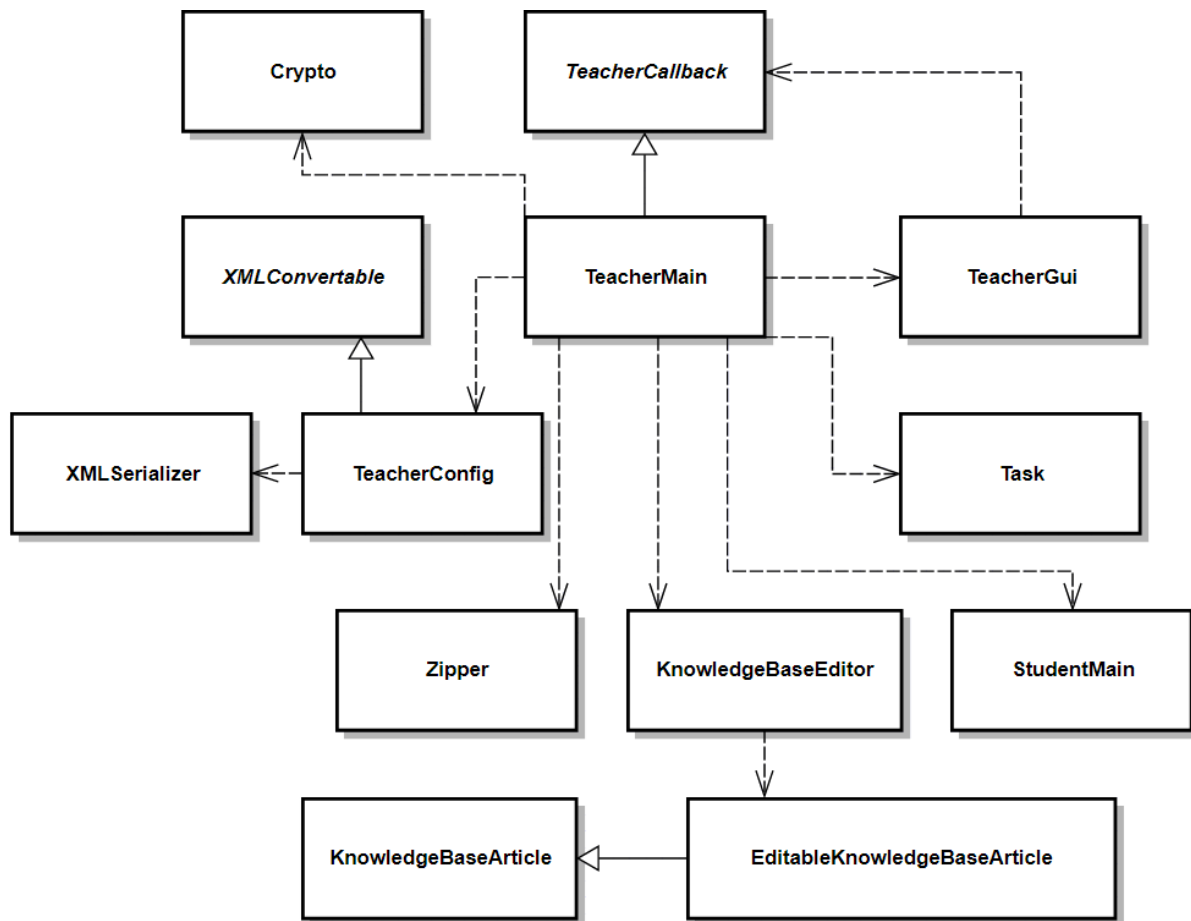 Crypto
TeacherCallback
XMLConvertable
TeacherMain
TeacherGui
XMLSerializer
TeacherConfig
Task
Zipper
KnowledgeBaseEditor
StudentMain
KnowledgeBaseArticle
EditableKnowledgeBaseArticle